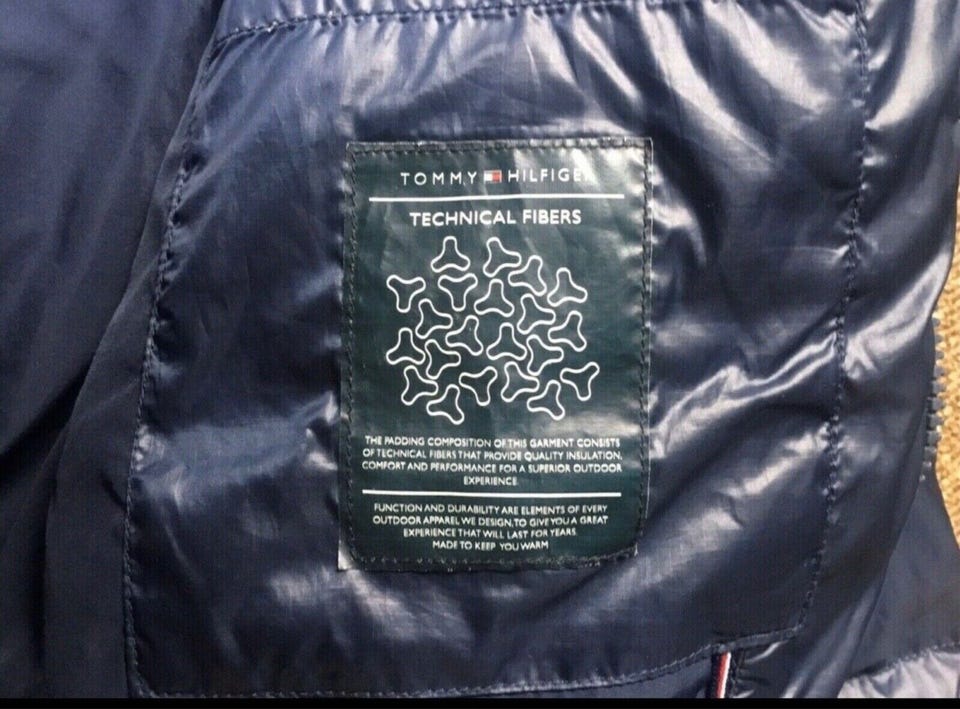 TOMMY HILFIGER
TECHNICAL FIBERS
THE PADDING COMPOSITION OF THIS GARMENT CONSISTS
OF TECHNICAL FIBERS THAT PROVIDE QUALITY INSULATION,
COMFORT AND PERFORMANCE FOR A SUPERIOR OUTDOOR
EXPERIENCE.
FUNCTION AND DURABILITY ARE ELEMENTS OF EVERY
OUTDOOR APPAREL WE DESIGN, TO GIVE YOU A GREAT
EXPERIENCE THAT WILL LAST FOR YEARS.
MADE TO KEEP YOU WARM